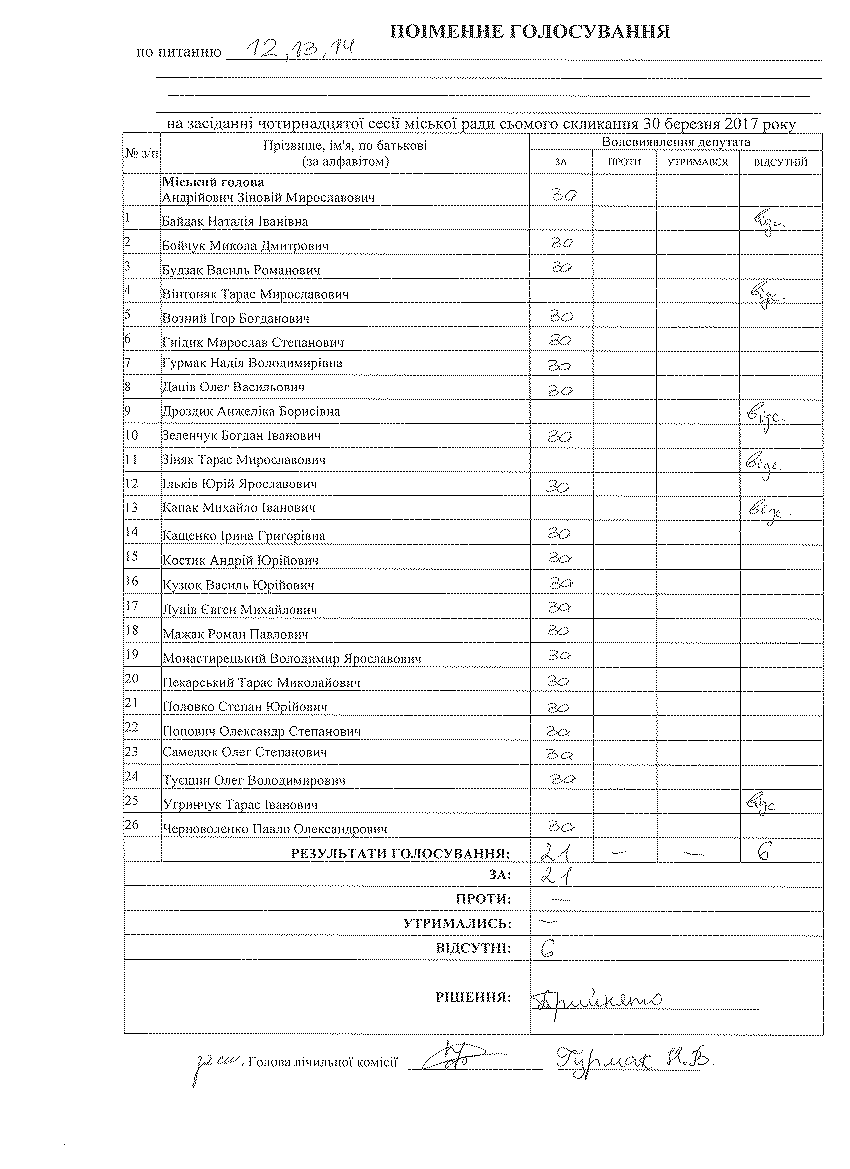 ПОІМЕННЕ ГОЛОСУВАННЯ
по питанню 12, 13, 14
на засіданні чотирнадцятої сесії міської ради сьомого скликання 30 березня 2017 року
№ з/п Прізвище, ім'я, по батькові (за алфавітом) Волевиявлення депутата
ЗА ПРОТИ УТРИМАВСЯ ВІДСУТНІЙ
Міський голова
Андрійович Зіновій Мирославович за
1 Байдак Наталія Іванівна відс.
2 Бойчук Микола Дмитрович за
3 Будзак Василь Романович за
4 Вінтоняк Тарас Мирославович відс.
5 Возний Ігор Богданович за
6 Гнідик Мирослав Степанович за
7 Гурмак Надія Володимирівна за
8 Даців Олег Васильович за
9 Дроздик Анжеліка Борисівна відс.
10 Зеленчук Богдан Іванович за
11 Зіняк Тарас Мирославович відс.
12 Ільків Юрій Ярославович за
13 Капак Михайло Іванович відс.
14 Кащенко Ірина Григорівна за
15 Костик Андрій Юрійович за
16 Кузюк Василь Юрійович за
17 Луців Євген Михайлович за
18 Мажак Роман Павлович за
19 Монастирецький Володимир Ярославович за
20 Пекарський Тарас Миколайович за
21 Половко Степан Юрійович за
22 Попович Олександр Степанович за
23 Самедюк Олег Степанович за
24 Туєшин Олег Володимирович за
25 Угринчук Тарас Іванович відс
26 Черноволенко Павло Олександрович за
РЕЗУЛЬТАТИ ГОЛОСУВАННЯ: 21 – – 6
ЗА: 21
ПРОТИ: —
УТРИМАЛИСЬ: —
ВІДСУТНІ: 6
РІШЕННЯ: Прийнято
Голова лічильної комісії Гурмак Н.В.